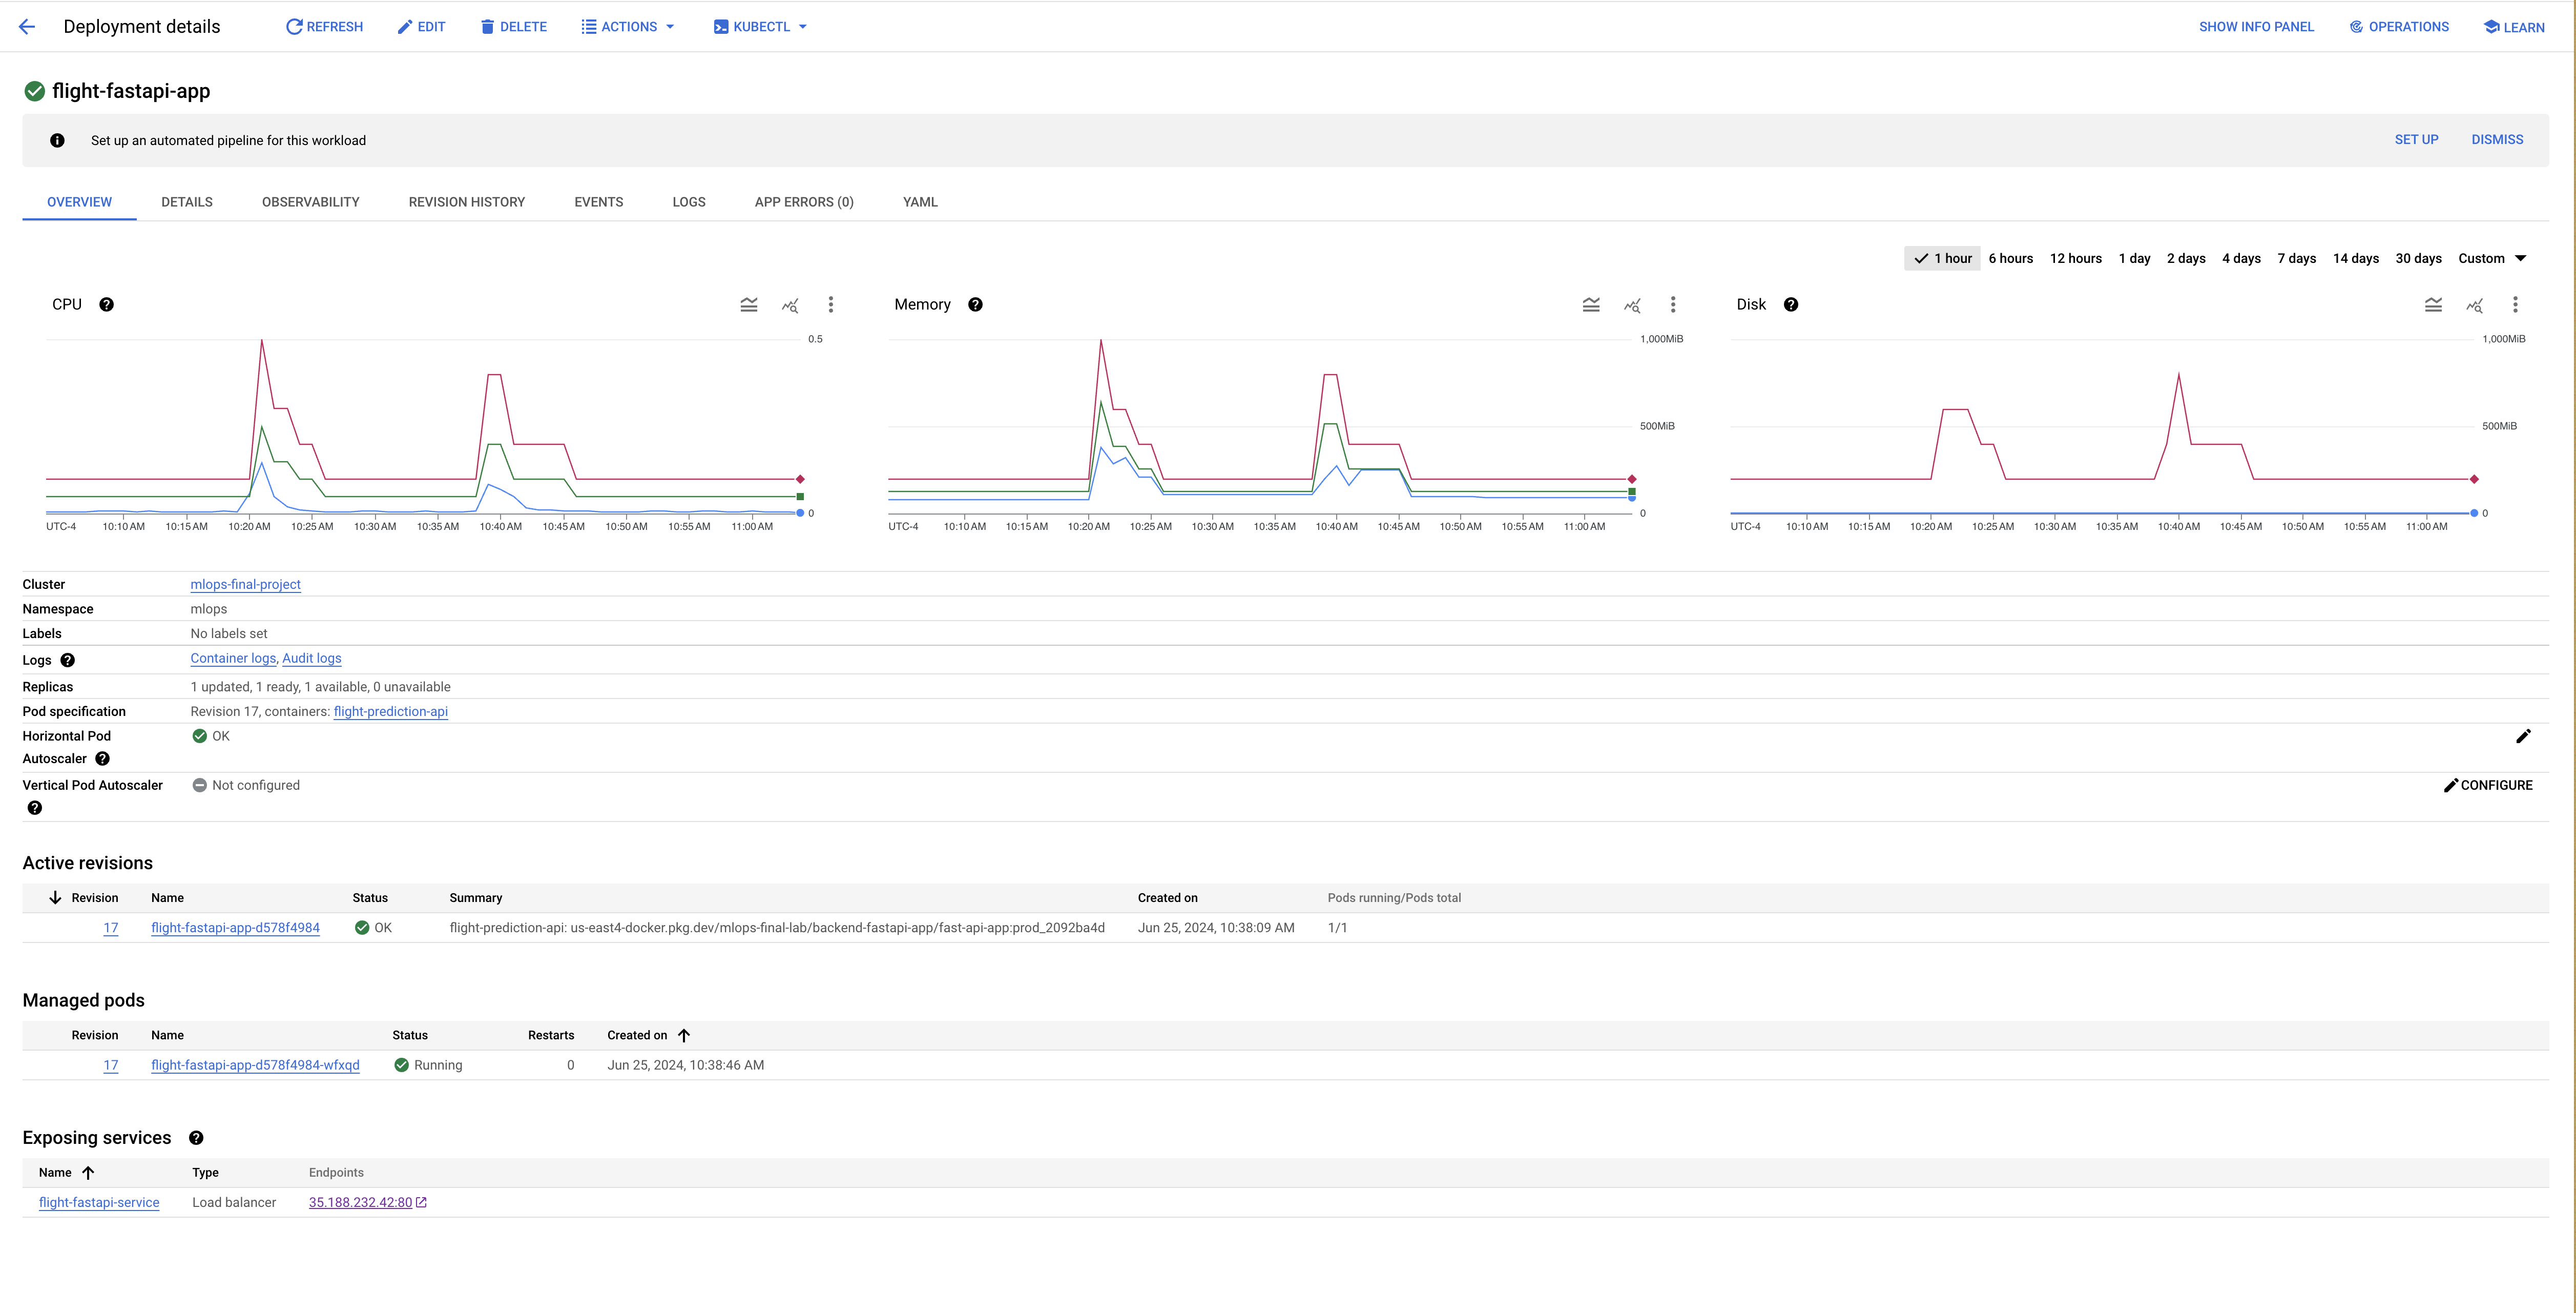 Deployment details REFRESH EDIT DELETE ACTIONS KUBECTL SHOW INFO PANEL OPERATIONS LEARN
flight-fastapi-app
Set up an automated pipeline for this workload SET UP DISMISS
OVERVIEW DETAILS OBSERVABILITY REVISION HISTORY EVENTS LOGS APP ERRORS (0) YAML
1 hour 6 hours 12 hours 1 day 2 days 4 days 7 days 14 days 30 days Custom
CPU
0.5
0
UTC-4 10:10 AM 10:15 AM 10:20 AM 10:25 AM 10:30 AM 10:35 AM 10:40 AM 10:45 AM 10:50 AM 10:55 AM 11:00 AM
Memory
1,000MiB
500MiB
0
UTC-4 10:10 AM 10:15 AM 10:20 AM 10:25 AM 10:30 AM 10:35 AM 10:40 AM 10:45 AM 10:50 AM 10:55 AM 11:00 AM
Disk
1,000MiB
500MiB
0
UTC-4 10:10 AM 10:15 AM 10:20 AM 10:25 AM 10:30 AM 10:35 AM 10:40 AM 10:45 AM 10:50 AM 10:55 AM 11:00 AM
Cluster mlops-final-project
Namespace mlops
Labels No labels set
Logs Container logs, Audit logs
Replicas 1 updated, 1 ready, 1 available, 0 unavailable
Pod specification Revision 17, containers: flight-prediction-api
Horizontal Pod OK
Autoscaler
Vertical Pod Autoscaler Not configured CONFIGURE
Active revisions
Revision Name Status Summary Created on Pods running/Pods total
17 flight-fastapi-app-d578f4984 OK flight-prediction-api: us-east4-docker.pkg.dev/mlops-final-lab/backend-fastapi-app/fast-api-app:prod_2092ba4d Jun 25, 2024, 10:38:09 AM 1/1
Managed pods
Revision Name Status Restarts Created on
17 flight-fastapi-app-d578f4984-wfxqd Running 0 Jun 25, 2024, 10:38:46 AM
Exposing services
Name Type Endpoints
flight-fastapi-service Load balancer 35.188.232.42:80